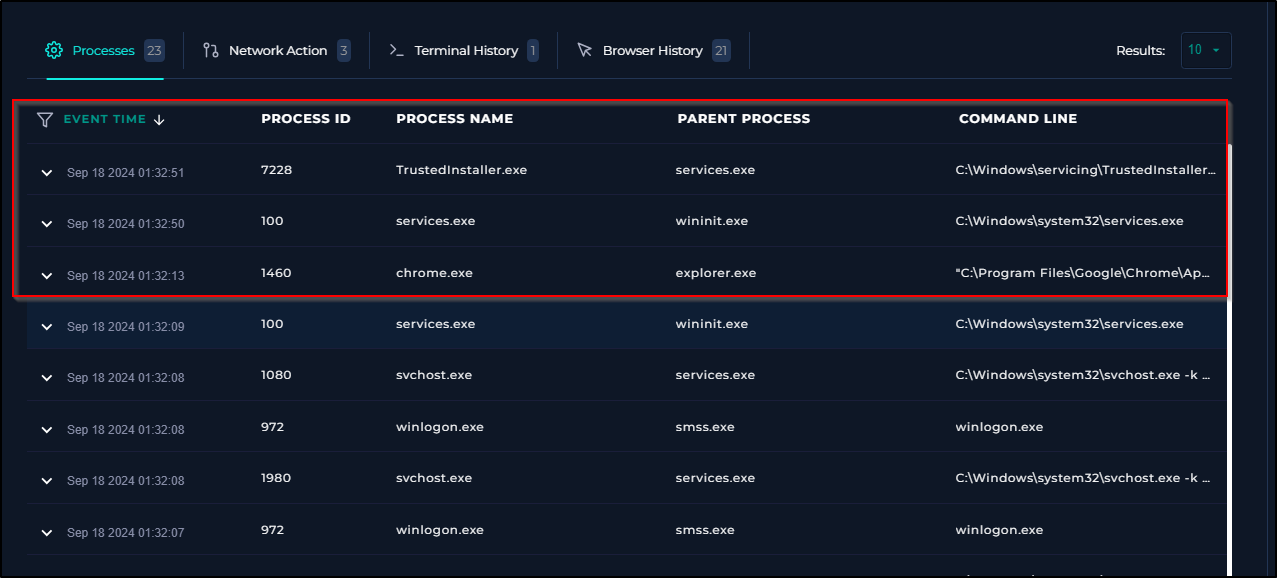 Processes 23 Network Action 3 Terminal History 1 Browser History 21 Results: 10
EVENT TIME PROCESS ID PROCESS NAME PARENT PROCESS COMMAND LINE
Sep 18 2024 01:32:51 7228 TrustedInstaller.exe services.exe C:\Windows\servicing\TrustedInstaller...
Sep 18 2024 01:32:50 100 services.exe wininit.exe C:\Windows\system32\services.exe
Sep 18 2024 01:32:13 1460 chrome.exe explorer.exe "C:\Program Files\Google\Chrome\Ap...
Sep 18 2024 01:32:09 100 services.exe wininit.exe C:\Windows\system32\services.exe
Sep 18 2024 01:32:08 1080 svchost.exe services.exe C:\Windows\system32\svchost.exe -k ...
Sep 18 2024 01:32:08 972 winlogon.exe smss.exe winlogon.exe
Sep 18 2024 01:32:08 1980 svchost.exe services.exe C:\Windows\system32\svchost.exe -k ...
Sep 18 2024 01:32:07 972 winlogon.exe smss.exe winlogon.exe